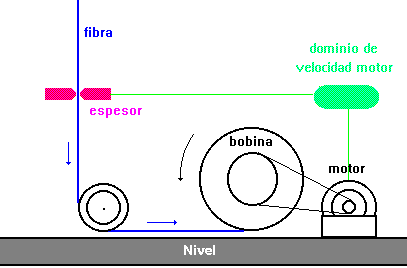 fibra
dominio de
velocidad motor
espesor
bobina
motor
Nivel